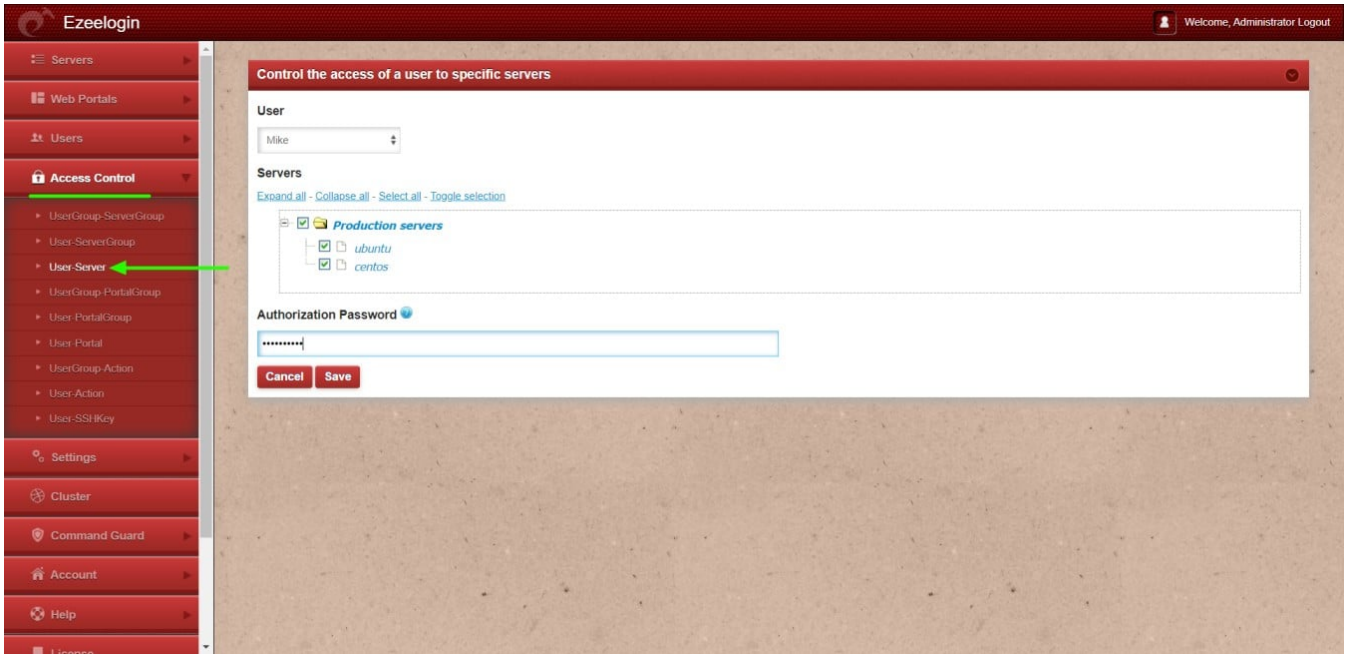 Ezeelogin
Welcome, Administrator Logout
Servers
Web Portals
Users
Access Control
UserGroup-ServerGroup
User-ServerGroup
User-Server
UserGroup-PortalGroup
User-PortalGroup
User-Portal
UserGroup-Action
User-Action
User-SSHKey
Settings
Cluster
Command Guard
Account
Help
License
Control the access of a user to specific servers
User
Mike
Servers
Expand all - Collapse all - Select all - Toggle selection
Production servers
ubuntu
centos
Authorization Password
Cancel Save